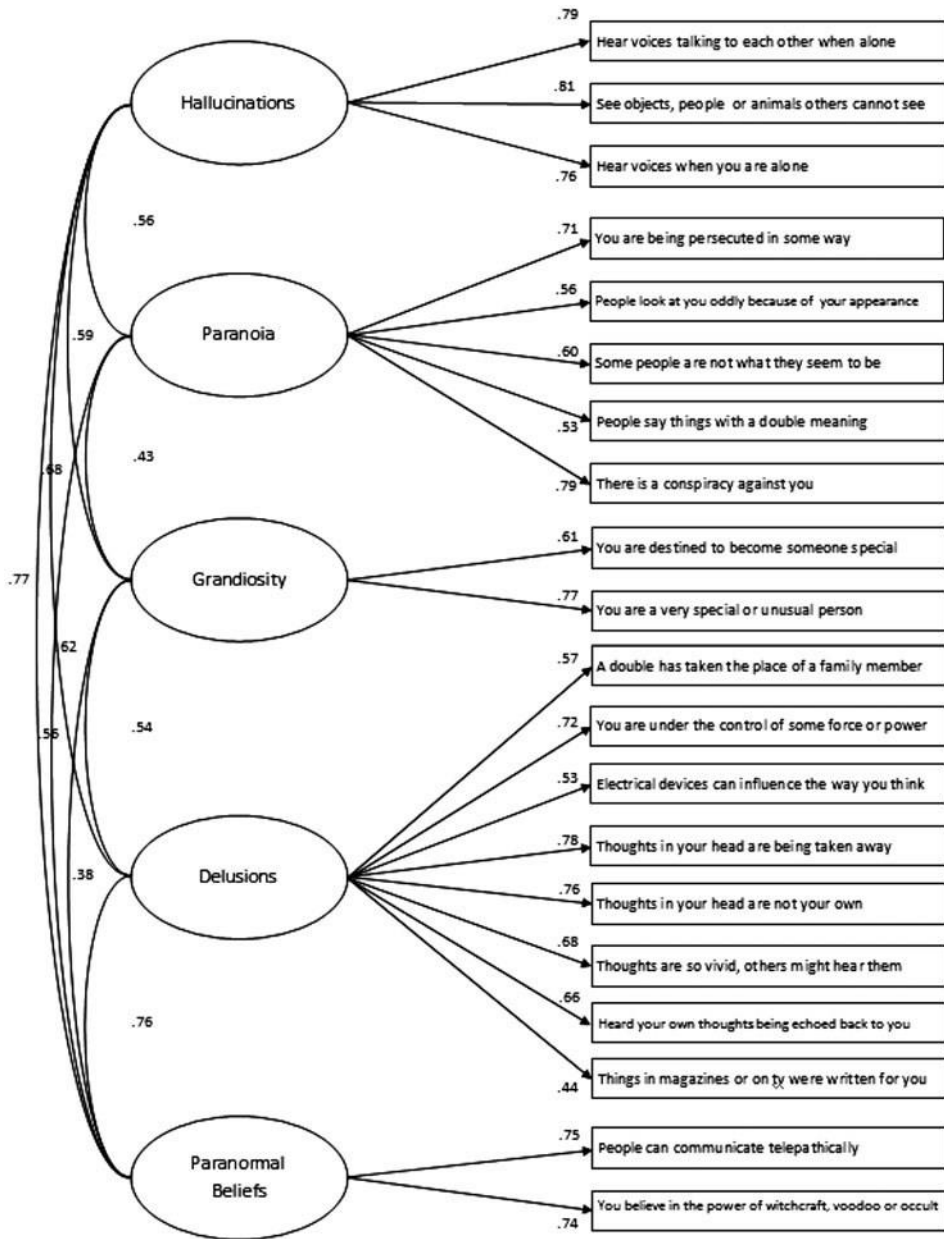 .79
Hear voices talking to each other when alone
Hallucinations
.81
See objects, people or animals others cannot see
Hear voices when you are alone
.76
.56
.71
You are being persecuted in some way
.56
People look at you oddly because of your appearance
.59
Paranoia
.60
Some people are not what they seem to be
People say things with a double meaning
.53
.43
.68
There is a conspiracy against you
.79
.61
You are destined to become someone special
.77
Grandiosity
.77
You are a very special or unusual person
.62
.57
A double has taken the place of a family member
.72
You are under the control of some force or power
.56
.54
.53
Electrical devices can influence the way you think
.78
Thoughts in your head are being taken away
.38
Delusions
.76
Thoughts in your head are not your own
.68
Thoughts are so vivid, others might hear them
.66
Heard your own thoughts being echoed back to you
.76
Things in magazines or on tv were written for you
.44
.75
People can communicate telepathically
Paranormal
Beliefs
You believe in the power of witchcraft, voodoo or occult
.74